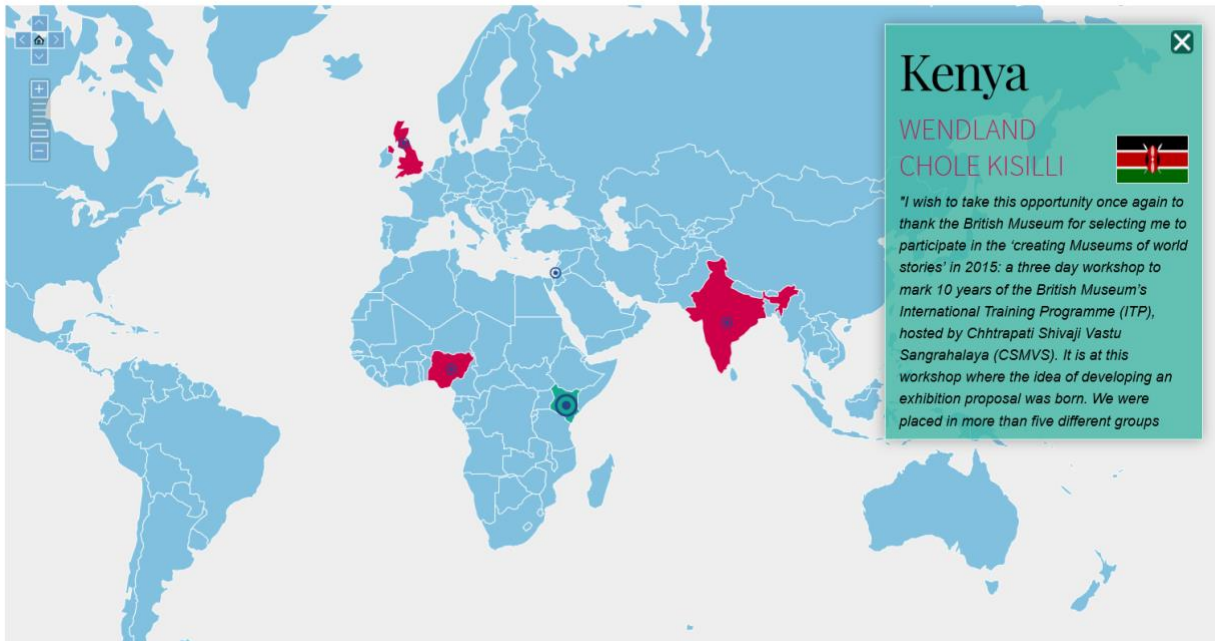 Kenya
WENDLAND
CHOLE KISILLI
"I wish to take this opportunity once again to
thank the British Museum for selecting me to
participate in the ‘creating Museums of world
stories’ in 2015: a three day workshop to
mark 10 years of the British Museum’s
International Training Programme (ITP),
hosted by Chhtrapati Shivaji Vastu
Sangrahalaya (CSMVS). It is at this
workshop where the idea of developing an
exhibition proposal was born. We were
placed in more than five different groups